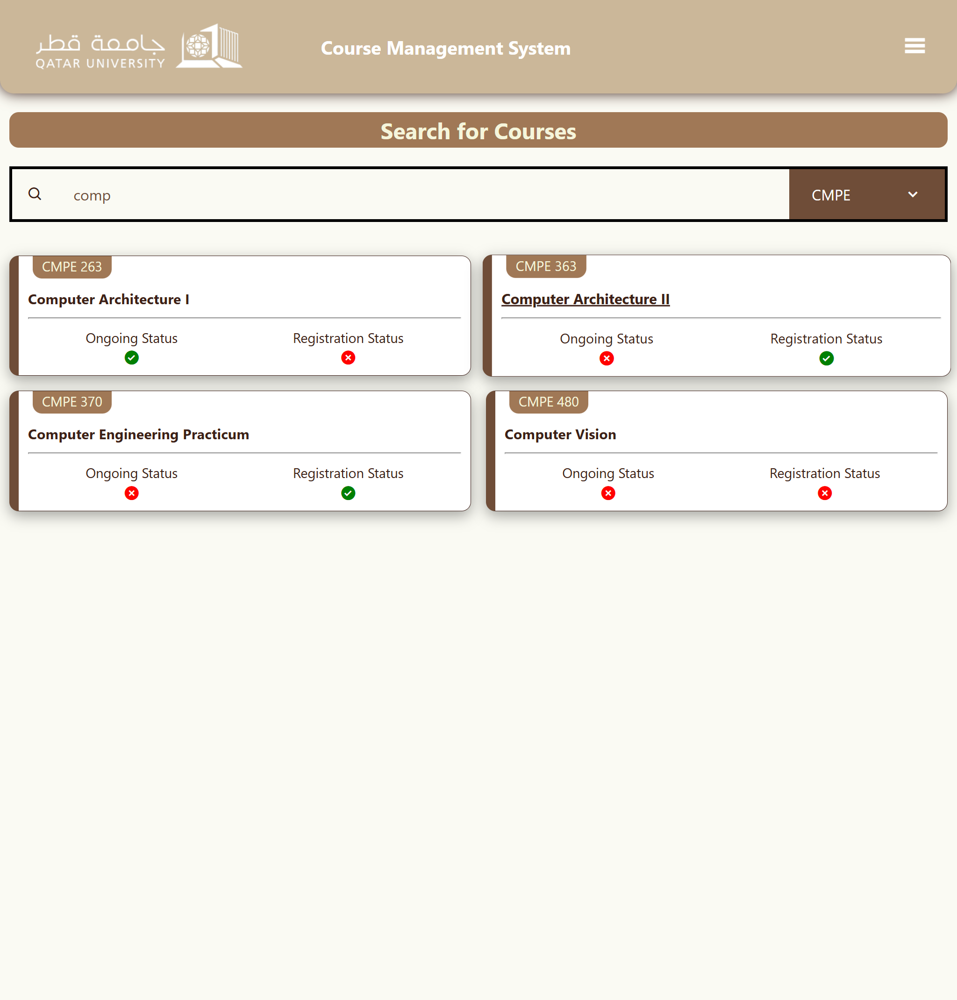 جامعة قطر
QATAR UNIVERSITY
Course Management System
Search for Courses
comp
CMPE
CMPE 263
Computer Architecture I
Ongoing Status
Registration Status
CMPE 363
Computer Architecture II
Ongoing Status
Registration Status
CMPE 370
Computer Engineering Practicum
Ongoing Status
Registration Status
CMPE 480
Computer Vision
Ongoing Status
Registration Status